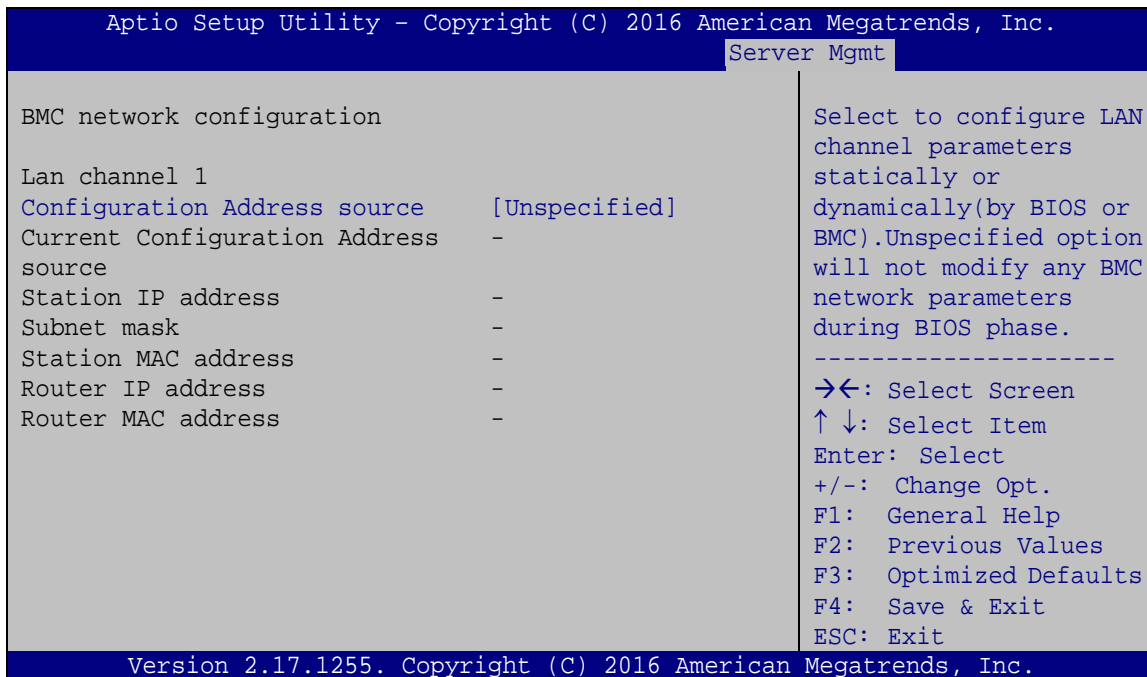 Aptio Setup Utility – Copyright (C) 2016 American Megatrends, Inc.
Server Mgmt
BMC network configuration
Lan channel 1
Configuration Address source [Unspecified]
Current Configuration Address -
source
Station IP address -
Subnet mask -
Station MAC address -
Router IP address -
Router MAC address -
Select to configure LAN
channel parameters
statically or
dynamically(by BIOS or
BMC).Unspecified option
will not modify any BMC
network parameters
during BIOS phase.
---------------------
→←: Select Screen
↑ ↓: Select Item
Enter: Select
+/-: Change Opt.
F1: General Help
F2: Previous Values
F3: Optimized Defaults
F4: Save & Exit
ESC: Exit
Version 2.17.1255. Copyright (C) 2016 American Megatrends, Inc.